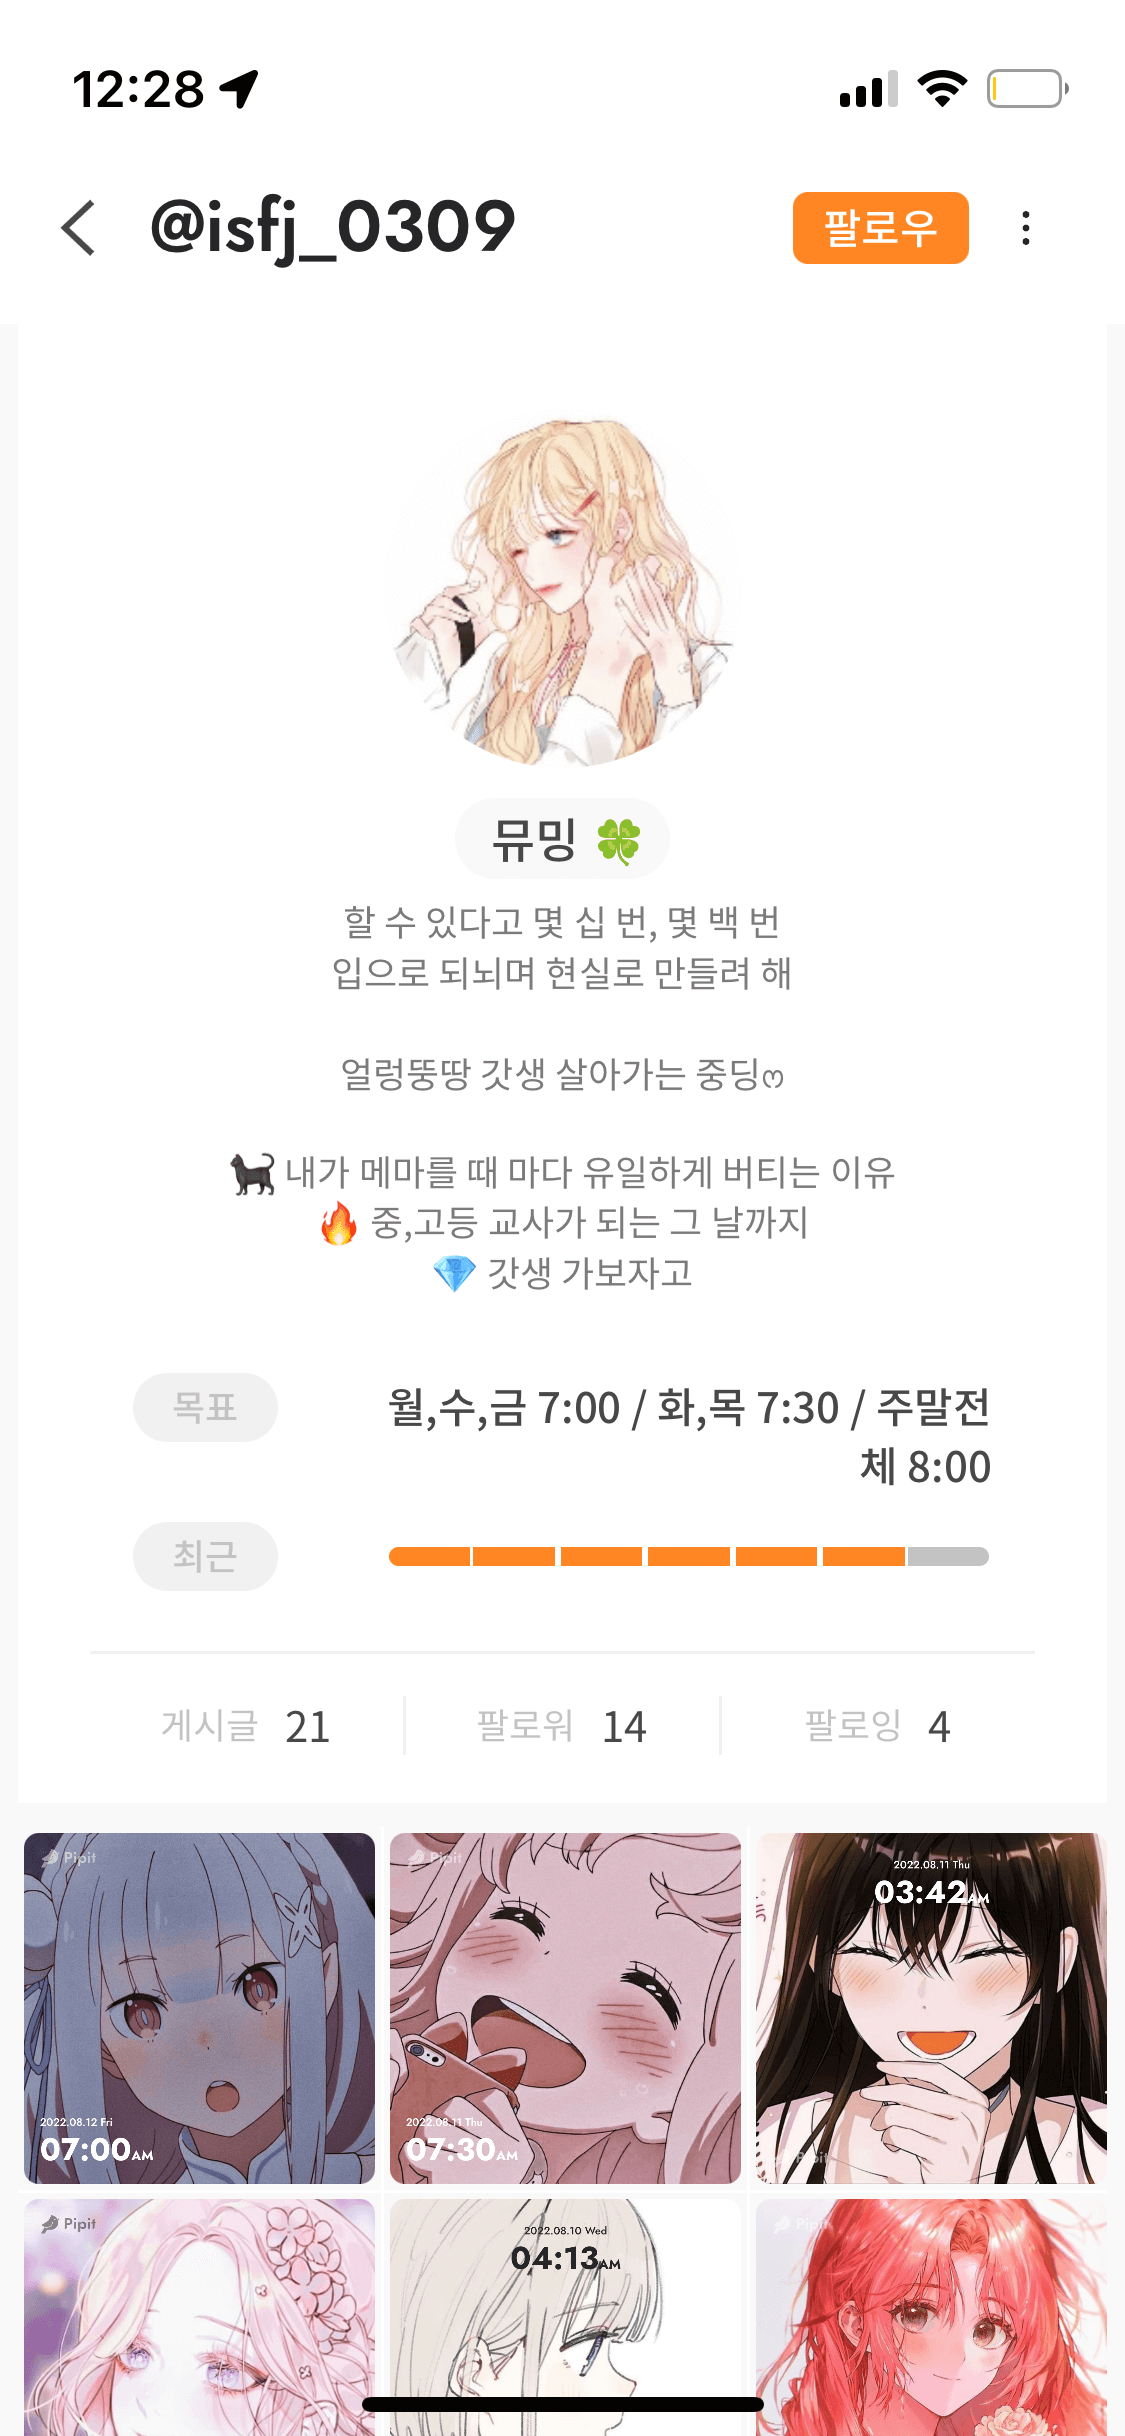 12:28
@isfj_0309
팔로우
뮤밍 🍀
할 수 있다고 몇 십 번, 몇 백 번
입으로 되뇌며 현실로 만들려 해
얼렁뚱땅 갓생 살아가는 중딩ෆ
🐈‍⬛ 내가 메마를 때 마다 유일하게 버티는 이유
🔥 중,고등 교사가 되는 그 날까지
💎 갓생 가보자고
목표
월,수,금 7:00 / 화,목 7:30 / 주말전
체 8:00
최근
게시글 21
팔로워 14
팔로잉 4
Pipit
2022.08.12 Fri
07:00AM
Pipit
2022.08.11 Thu
07:30AM
2022.08.11 Thu
03:42AM
Pipit
Pipit
2022.08.10 Wed
04:13AM
Pipit